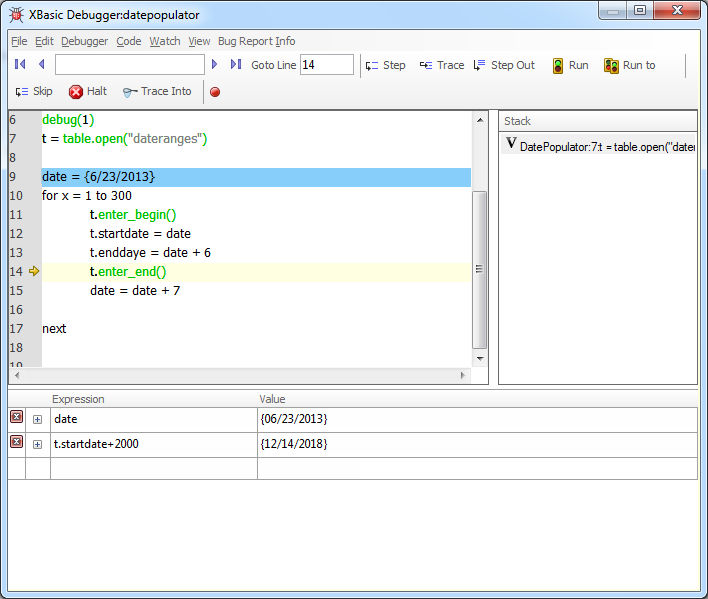 XBasic Debugger:datepopulator
File Edit Debugger Code Watch View Bug Report Info
Goto Line 14 Step Trace Step Out Run Run to
Skip Halt Trace Into
6 debug(1)
7 t = table.open("dateranges")
8
9 date = {6/23/2013}
10 for x = 1 to 300
11 t.enter_begin()
12 t.startdate = date
13 t.enddaye = date + 6
14 t.enter_end()
15 date = date + 7
16
17 next
18
19
Stack
V DatePopulator:7:t = table.open("dater
Expression Value
date {06/23/2013}
t.startdate+2000 {12/14/2018}